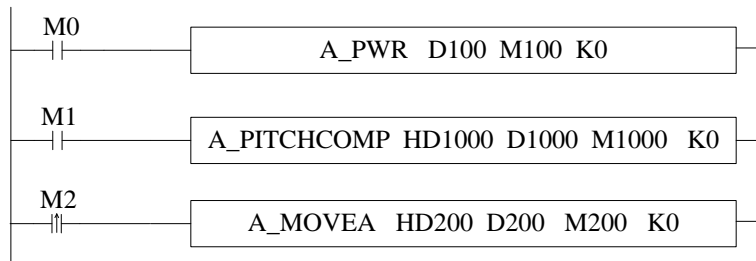 M0
A_PWR D100 M100 K0
M1
A_PITCHCOMP HD1000 D1000 M1000 K0
M2
A_MOVEA HD200 D200 M200 K0